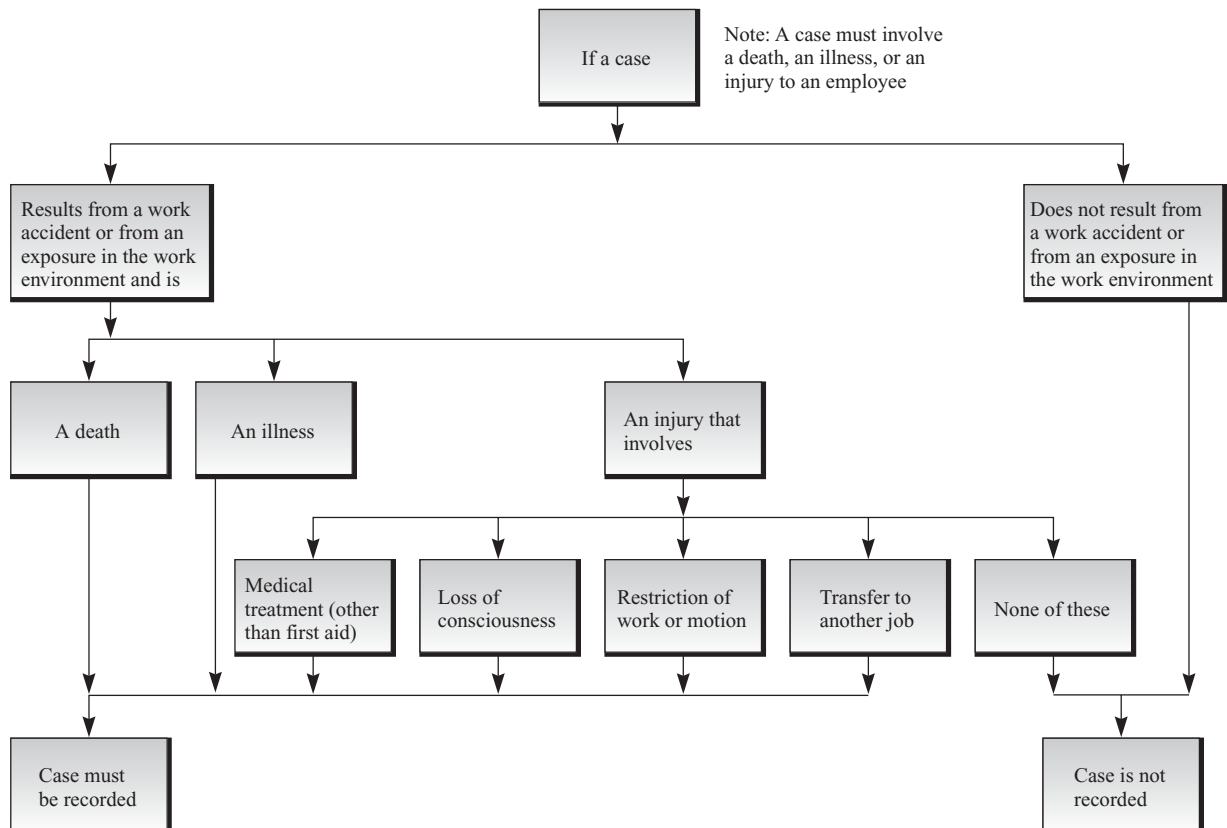 If a case
Note: A case must involve
a death, an illness, or an
injury to an employee
Results from a work
accident or from an
exposure in the work
environment and is
Does not result from
a work accident or
from an exposure in
the work environment
A death
An illness
An injury that
involves
Medical
treatment (other
than first aid)
Loss of
consciousness
Restriction of
work or motion
Transfer to
another job
None of these
Case must
be recorded
Case is not
recorded